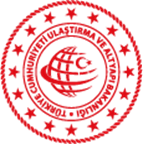 TÜRKİYE CUMHURİYETİ ULAŞTIRMA VE ALTYAPI BAKANLIĞI